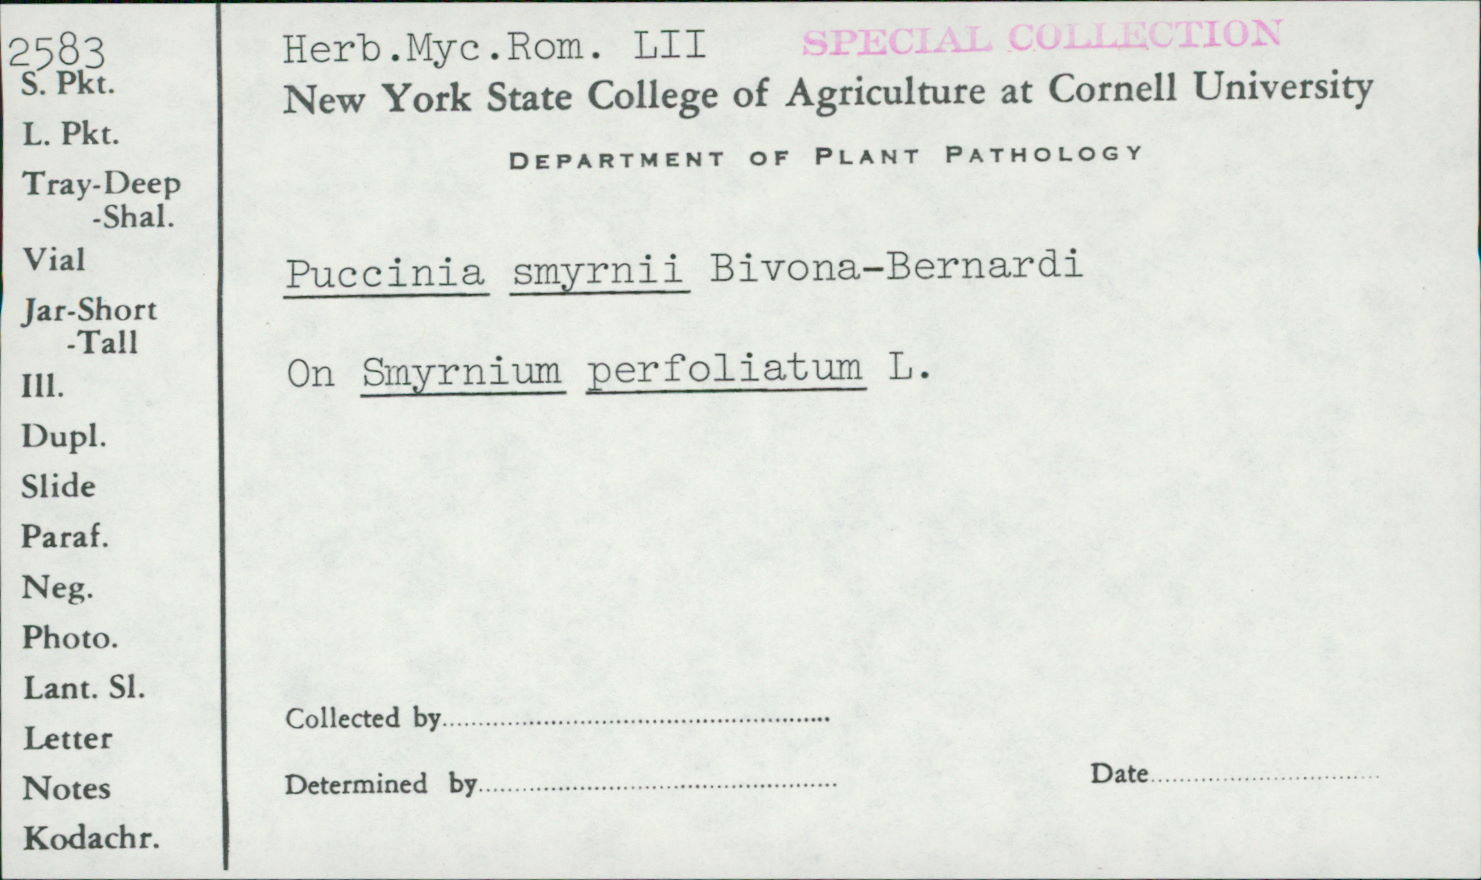 2583
S. Pkt.
L. Pkt.
Tray-Deep
-Shal.
Vial
Jar-Short
-Tall
Ill.
Dupl.
Slide
Paraf.
Neg.
Photo.
Lant. Sl.
Letter
Notes
Kodachr.
Herb.Myc.Rom. LII SPECIAL COLLECTION
New York State College of Agriculture at Cornell University
DEPARTMENT OF PLANT PATHOLOGY
Puccinia smyrnii Bivona-Bernardi
On Smyrnium perfoliatum L.
Collected by
Determined by Date